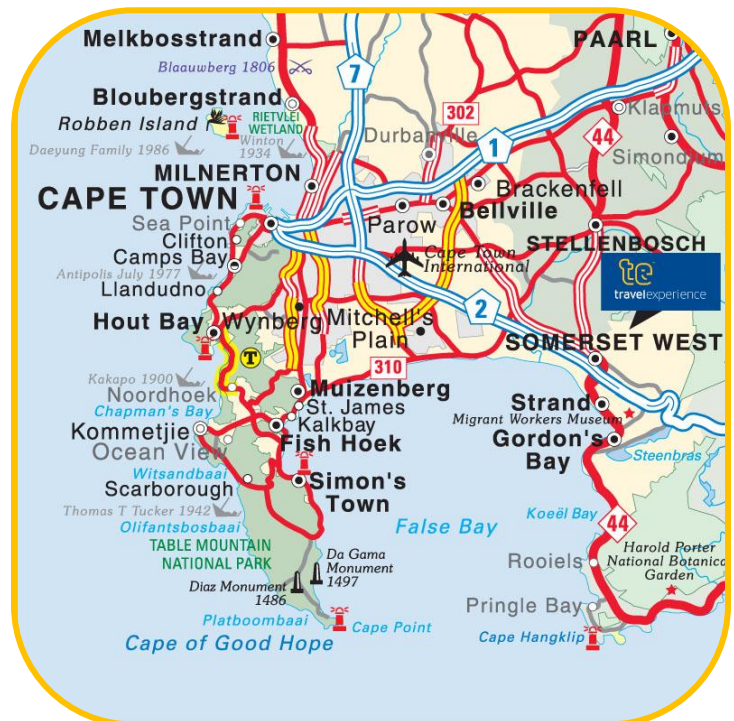 Melkbosstrand
Blaauwberg 1806
7
PAARL
Bloubergstrand
Robben Island
RIETVLEI
WETLAND
302
Klapmuts
Durbanville
44
1
Daeyung Family 1986
Winton
1934
Simondium
MILNERTON
CAPE TOWN
Brackenfell
Bellville
Sea Point
Parow
Clifton
STELLENBOSCH
Camps Bay
Cape Town
International
Antipolis July 1977
te
travelexperience
Llandudno
2
Hout Bay
Wynberg
Mitchell's
Plain
SOMERSET WEST
T
310
Kakapo 1900
Noordhoek
Muizenberg
Chapman's Bay
St. James
Strand
Migrant Workers Museum
Kommetjie
Kalkbay
Ocean View
Fish Hoek
Gordon's
Bay
Steenbras
Witsandbaai
Scarborough
Simon's
Town
Thomas T Tucker 1942
Olifantsbosbaai
False Bay
Koeël Bay
44
TABLE MOUNTAIN
NATIONAL PARK
Da Gama
Monument
1497
Rooiels
Harold Porter
National Botanica
Garden
Diaz Monument
1486
Pringle Bay
Platboombaai
Cape Point
Cape Hangklip
Cape of Good Hope